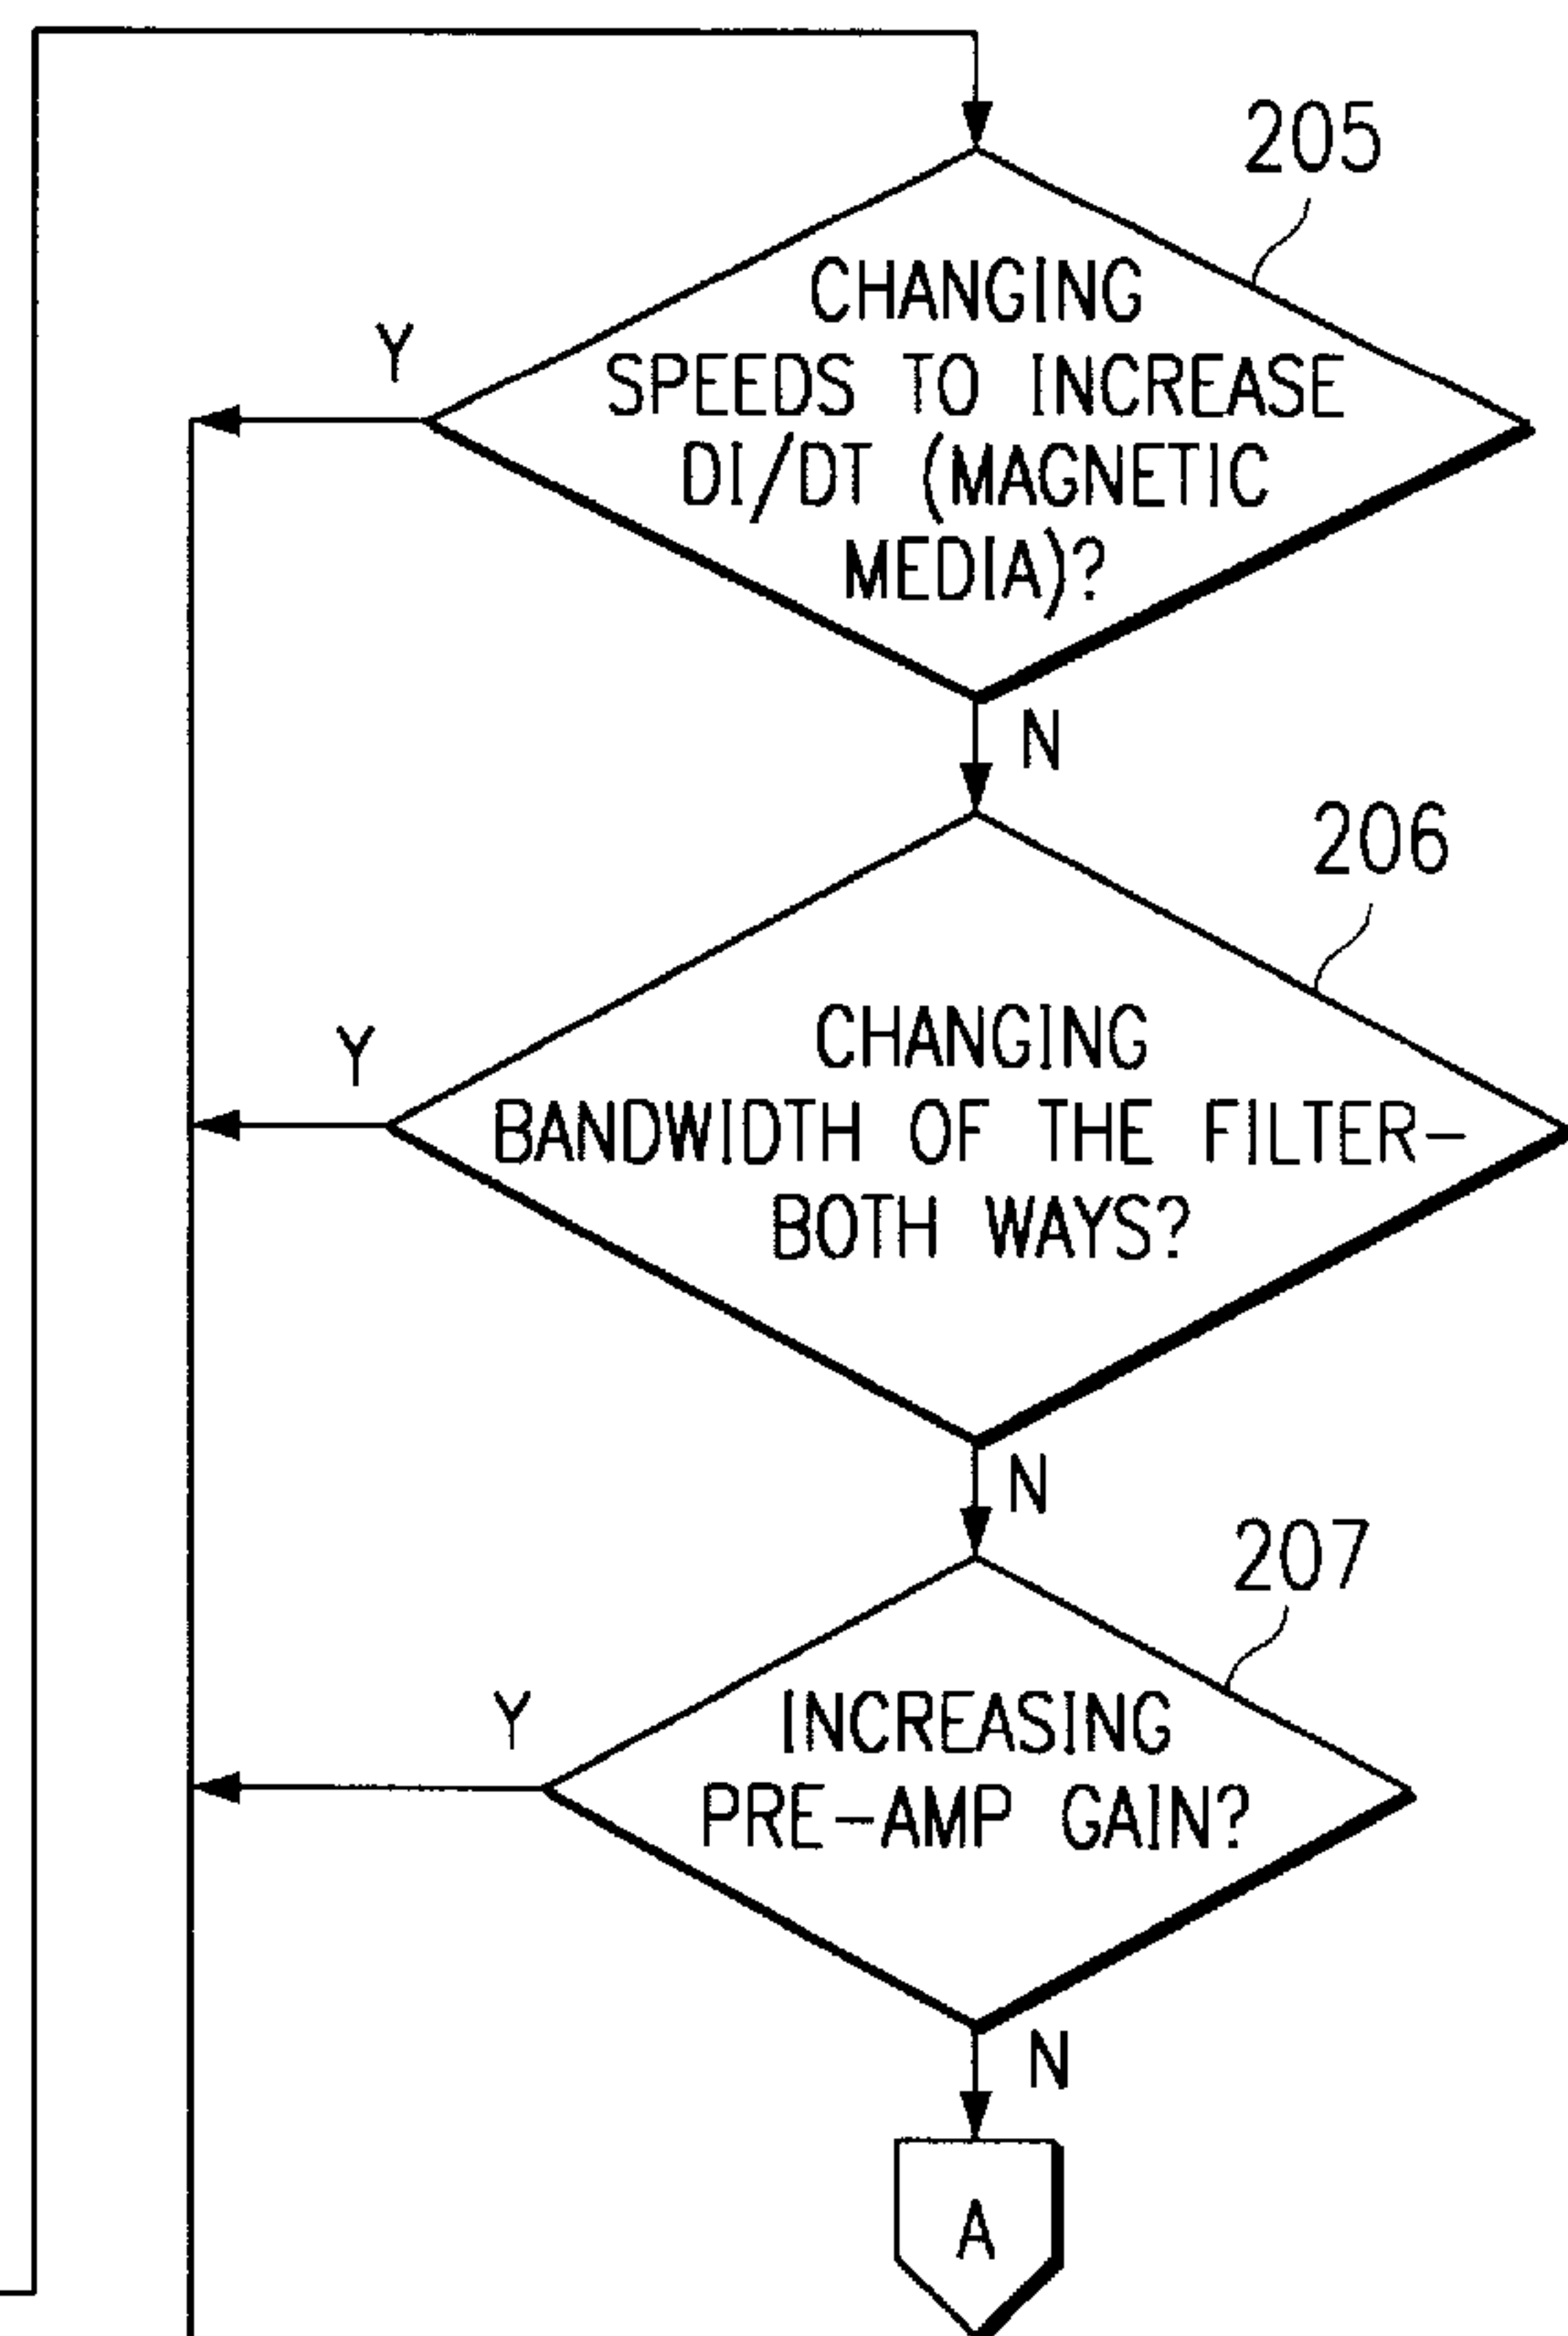 205
CHANGING
SPEEDS TO INCREASE
DI/DT (MAGNETIC
MEDIA)?
Y
N
206
CHANGING
BANDWIDTH OF THE FILTER-
BOTH WAYS?
Y
N
207
INCREASING
PRE-AMP GAIN?
Y
N
A